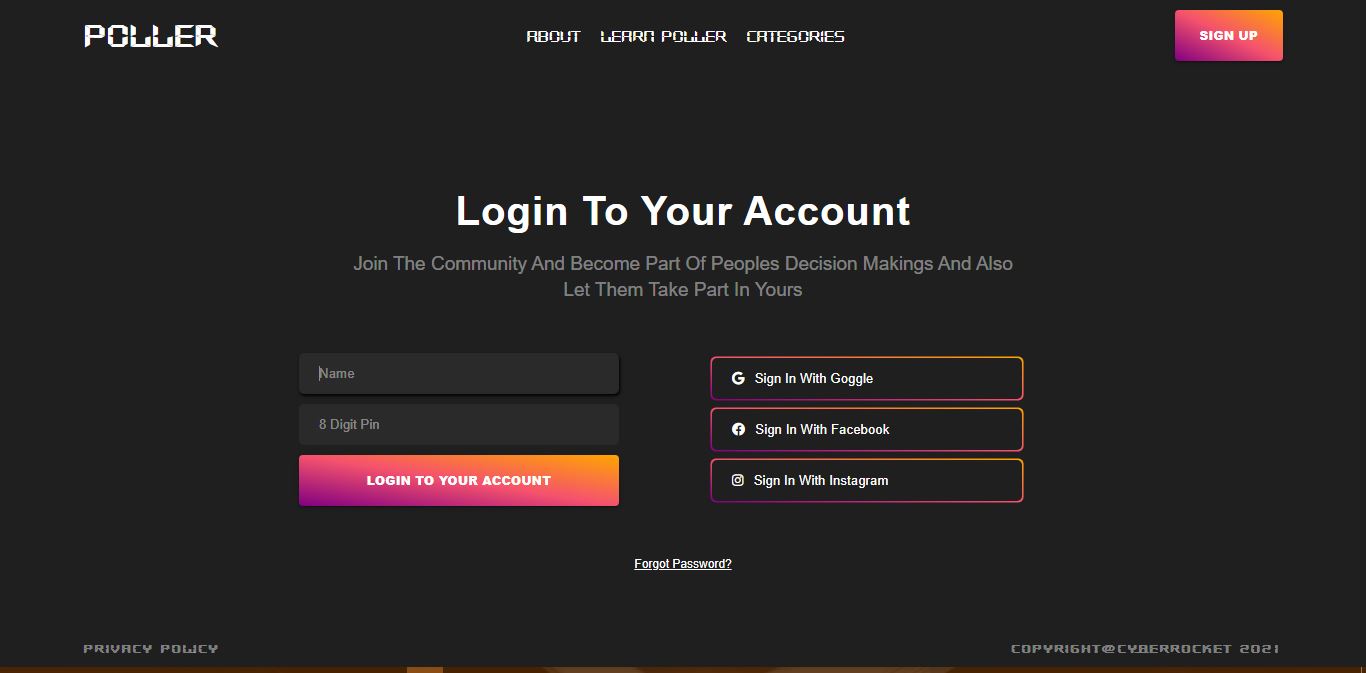 POLLER
ABOUT LEARN POLLER CATEGORIES
SIGN UP
Login To Your Account
Join The Community And Become Part Of Peoples Decision Makings And Also
Let Them Take Part In Yours
Name
8 Digit Pin
LOGIN TO YOUR ACCOUNT
Sign In With Goggle
Sign In With Facebook
Sign In With Instagram
Forgot Password?
PRIVACY POLICY
COPYRIGHT@CYBERROCKET 2021